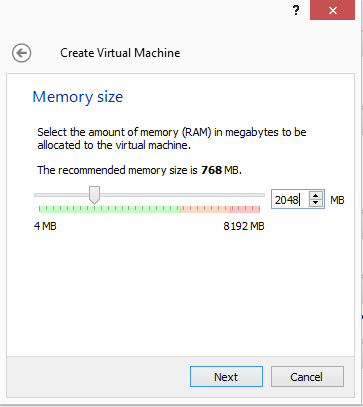 ?
Create Virtual Machine
Memory size
Select the amount of memory (RAM) in megabytes to be
allocated to the virtual machine.
The recommended memory size is 768 MB.
2048 MB
4 MB 8192 MB
Next Cancel